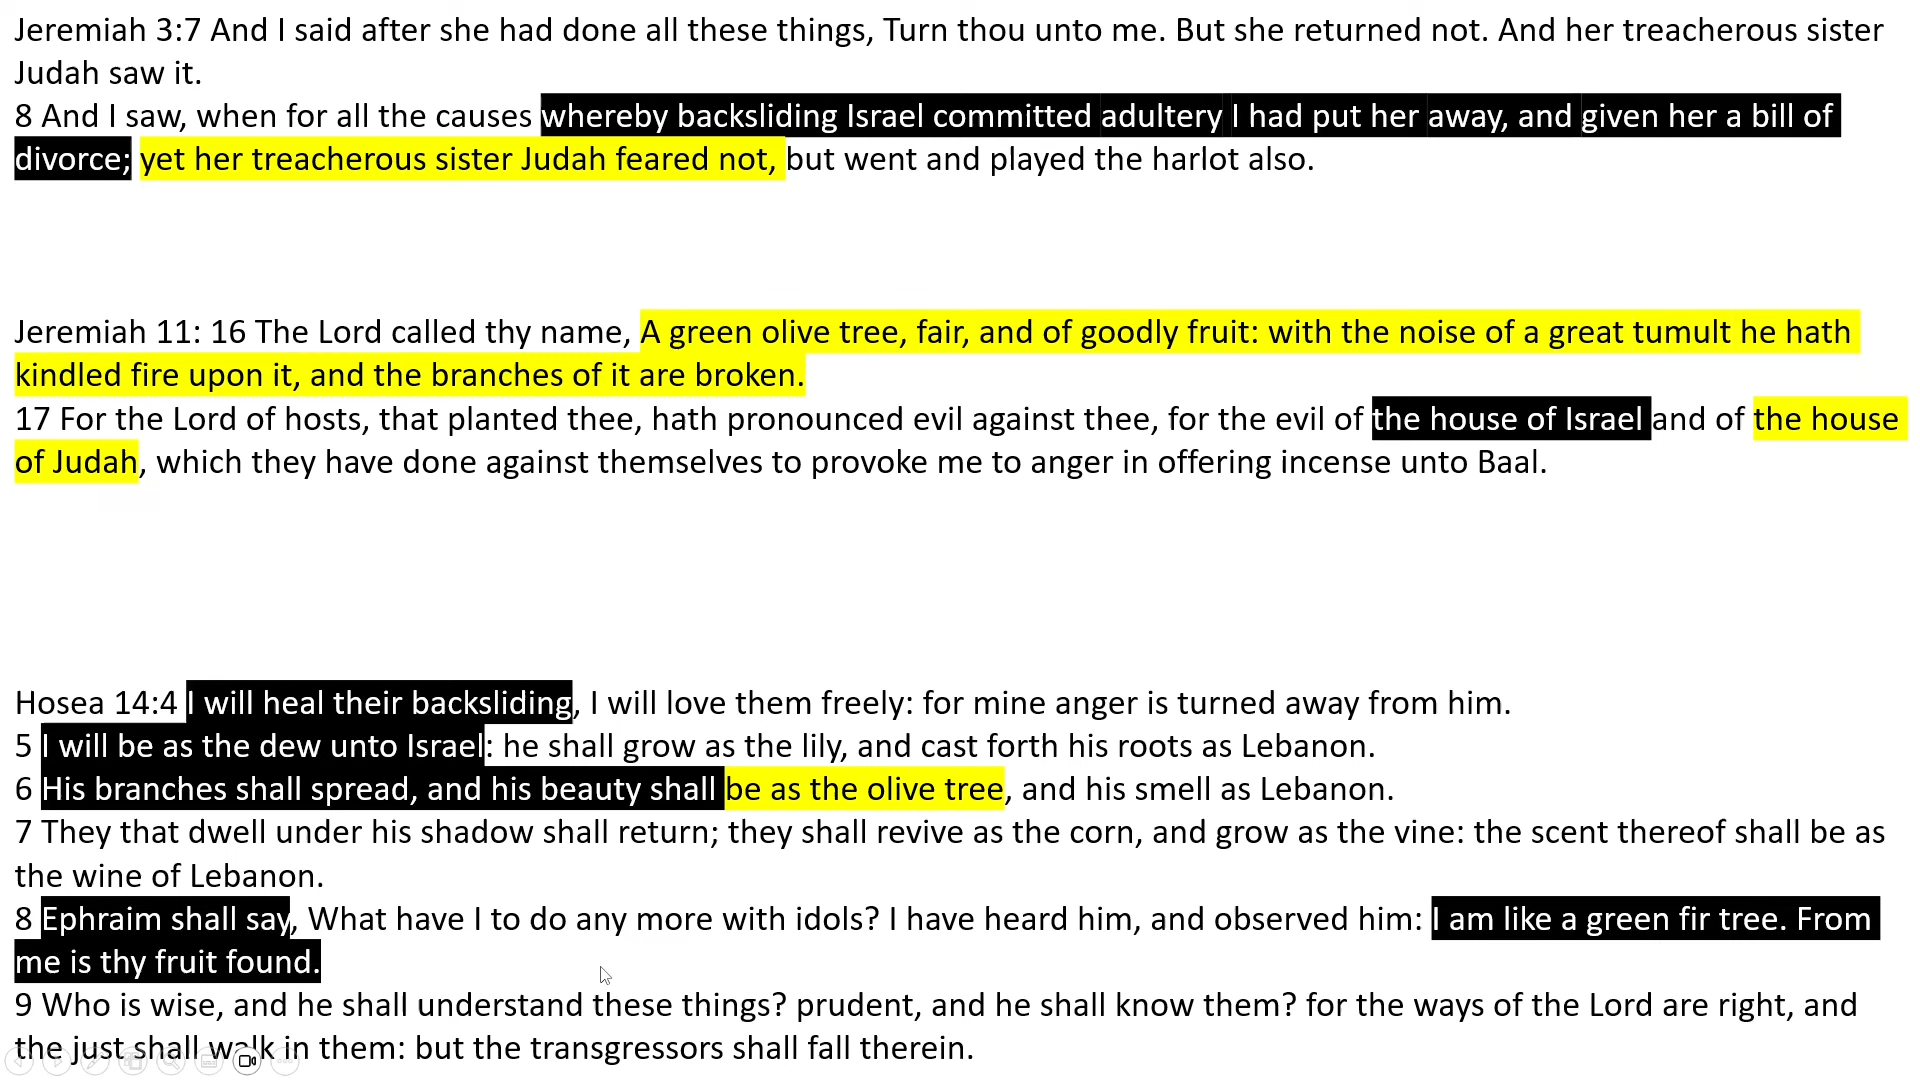 Jeremiah 3:7 And I said after she had done all these things, Turn thou unto me. But she returned not. And her treacherous sister
Judah saw it.
8 And I saw, when for all the causes whereby backsliding Israel committed adultery I had put her away, and given her a bill of
divorce; yet her treacherous sister Judah feared not, but went and played the harlot also.
Jeremiah 11: 16 The Lord called thy name, A green olive tree, fair, and of goodly fruit: with the noise of a great tumult he hath
kindled fire upon it, and the branches of it are broken.
17 For the Lord of hosts, that planted thee, hath pronounced evil against thee, for the evil of the house of Israel and of the house
of Judah, which they have done against themselves to provoke me to anger in offering incense unto Baal.
Hosea 14:4 I will heal their backsliding, I will love them freely: for mine anger is turned away from him.
5 I will be as the dew unto Israel: he shall grow as the lily, and cast forth his roots as Lebanon.
6 His branches shall spread, and his beauty shall be as the olive tree, and his smell as Lebanon.
7 They that dwell under his shadow shall return; they shall revive as the corn, and grow as the vine: the scent thereof shall be as
the wine of Lebanon.
8 Ephraim shall say, What have I to do any more with idols? I have heard him, and observed him: I am like a green fir tree. From
me is thy fruit found.
9 Who is wise, and he shall understand these things? prudent, and he shall know them? for the ways of the Lord are right, and
the just shall walk in them: but the transgressors shall fall therein.